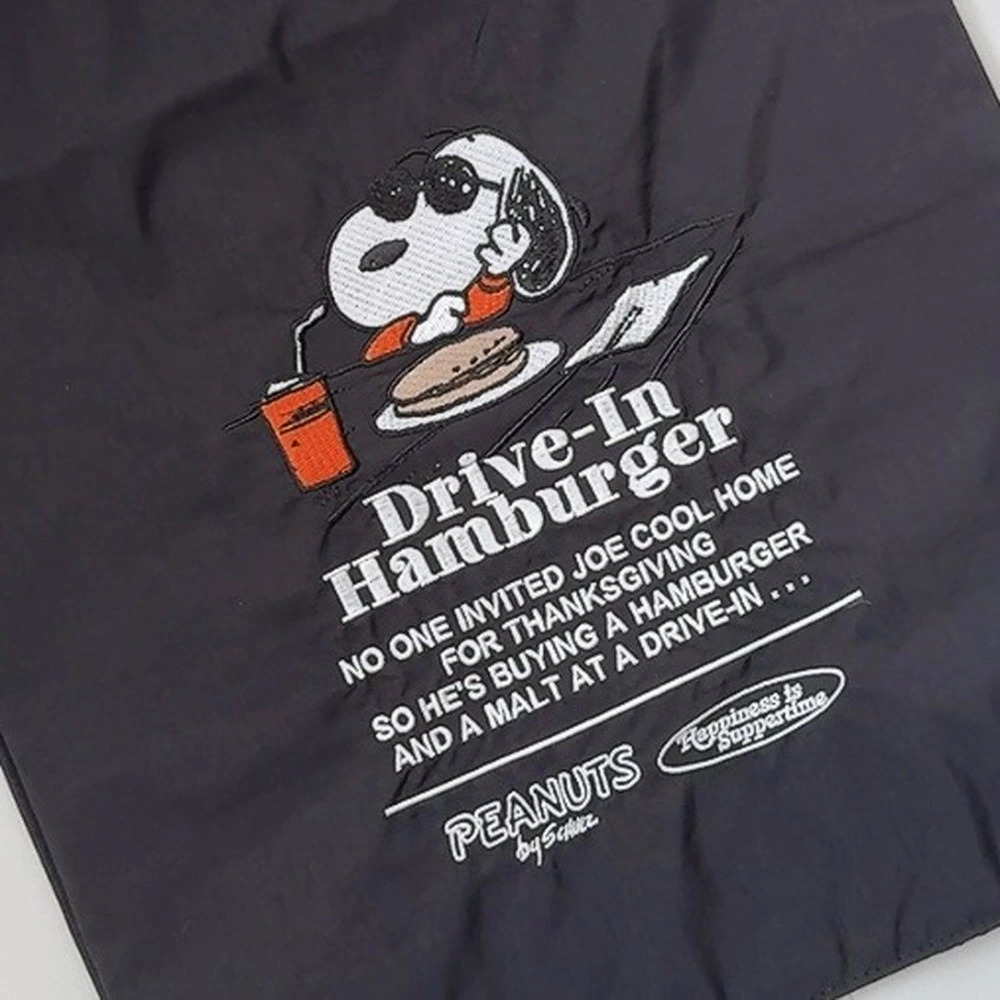 Drive-In
Hamburger
NO ONE INVITED JOE COOL HOME
FOR THANKSGIVING
SO HE'S BUYING A HAMBURGER
AND A MALT AT A DRIVE-IN ...
Happiness is
Suppertime
PEANUTS
by SCHULZ